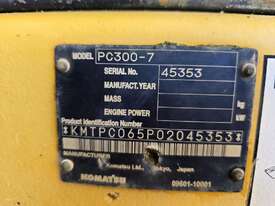 MODEL PC300-7
SERIAL NO. 45353
MANUFACT. YEAR
MASS kg
ENGINE POWER kW
Product Identification Number
*KMTPC065P02045353*
MANUFACTURER
Komatsu Ltd. Tokyo, Japan
KOMATSU 09601-10001